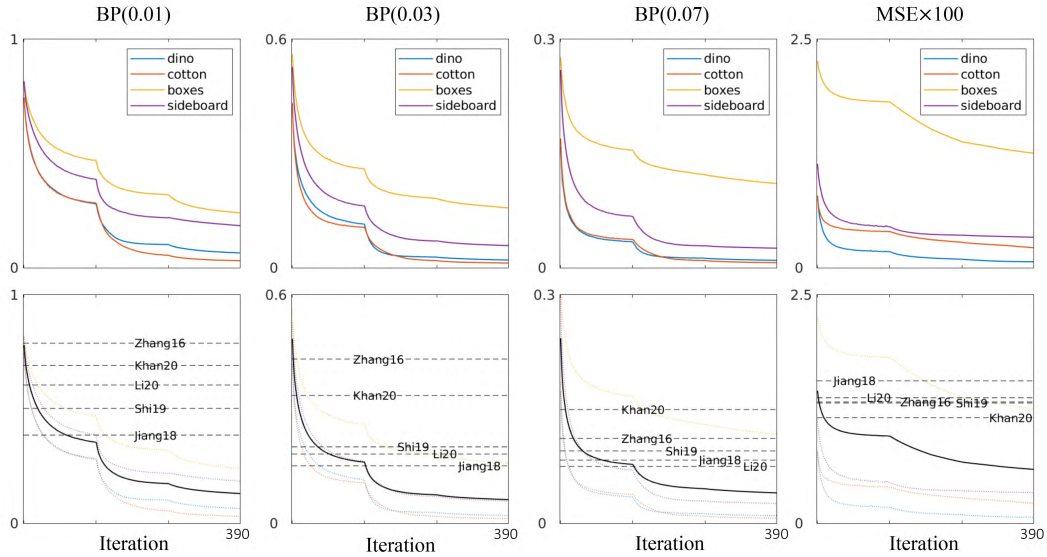 BP(0.01) BP(0.03) BP(0.07) MSE×100
1
dino
cotton
boxes
sideboard
0
0.6
dino
cotton
boxes
sideboard
0
0.3
dino
cotton
boxes
sideboard
0
2.5
dino
cotton
boxes
sideboard
0
1
Zhang16
Khan20
Li20
Shi19
Jiang18
0
390
Iteration
0.6
Zhang16
Khan20
Shi19
Li20
Jiang18
0
390
Iteration
0.3
Khan20
Zhang16
Shi19
Jiang18
Li20
0
390
Iteration
2.5
Jiang18
Li20
Zhang16
Shi19
Khan20
0
390
Iteration